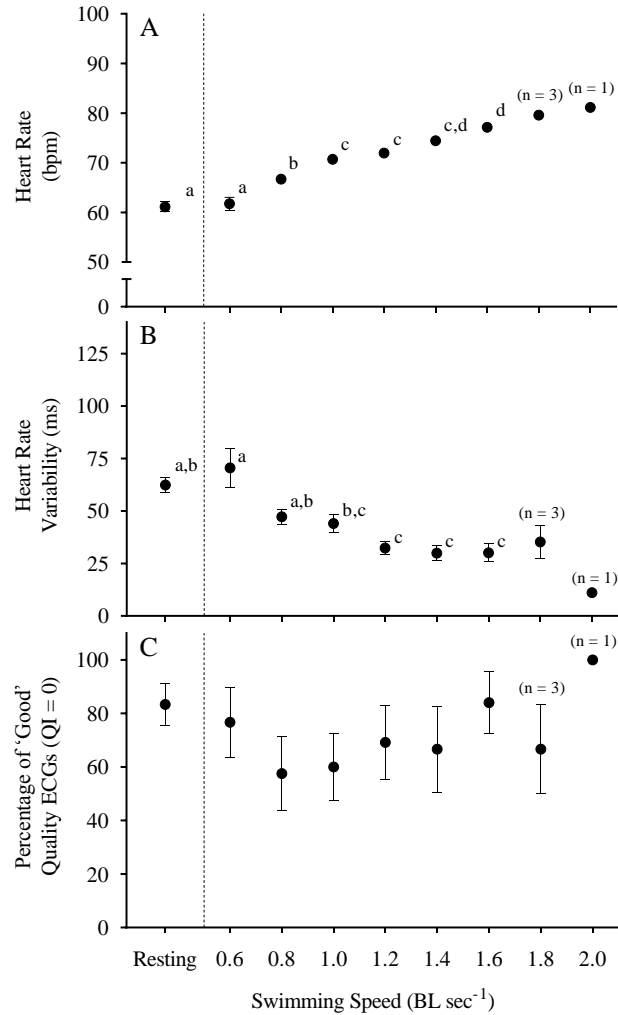 A
Heart Rate
(bpm)
100
90
80
70
60
50
0
a
a
b
c
c
c,d
d
(n = 3)
(n = 1)
B
Heart Rate
Variability (ms)
125
100
75
50
25
0
a,b
a
a,b
b,c
c
c
c
(n = 3)
(n = 1)
C
Percentage of ‘Good’
Quality ECGs (QI = 0)
100
80
60
40
20
0
(n = 3)
(n = 1)
Resting 0.6 0.8 1.0 1.2 1.4 1.6 1.8 2.0
Swimming Speed (BL sec⁻¹)